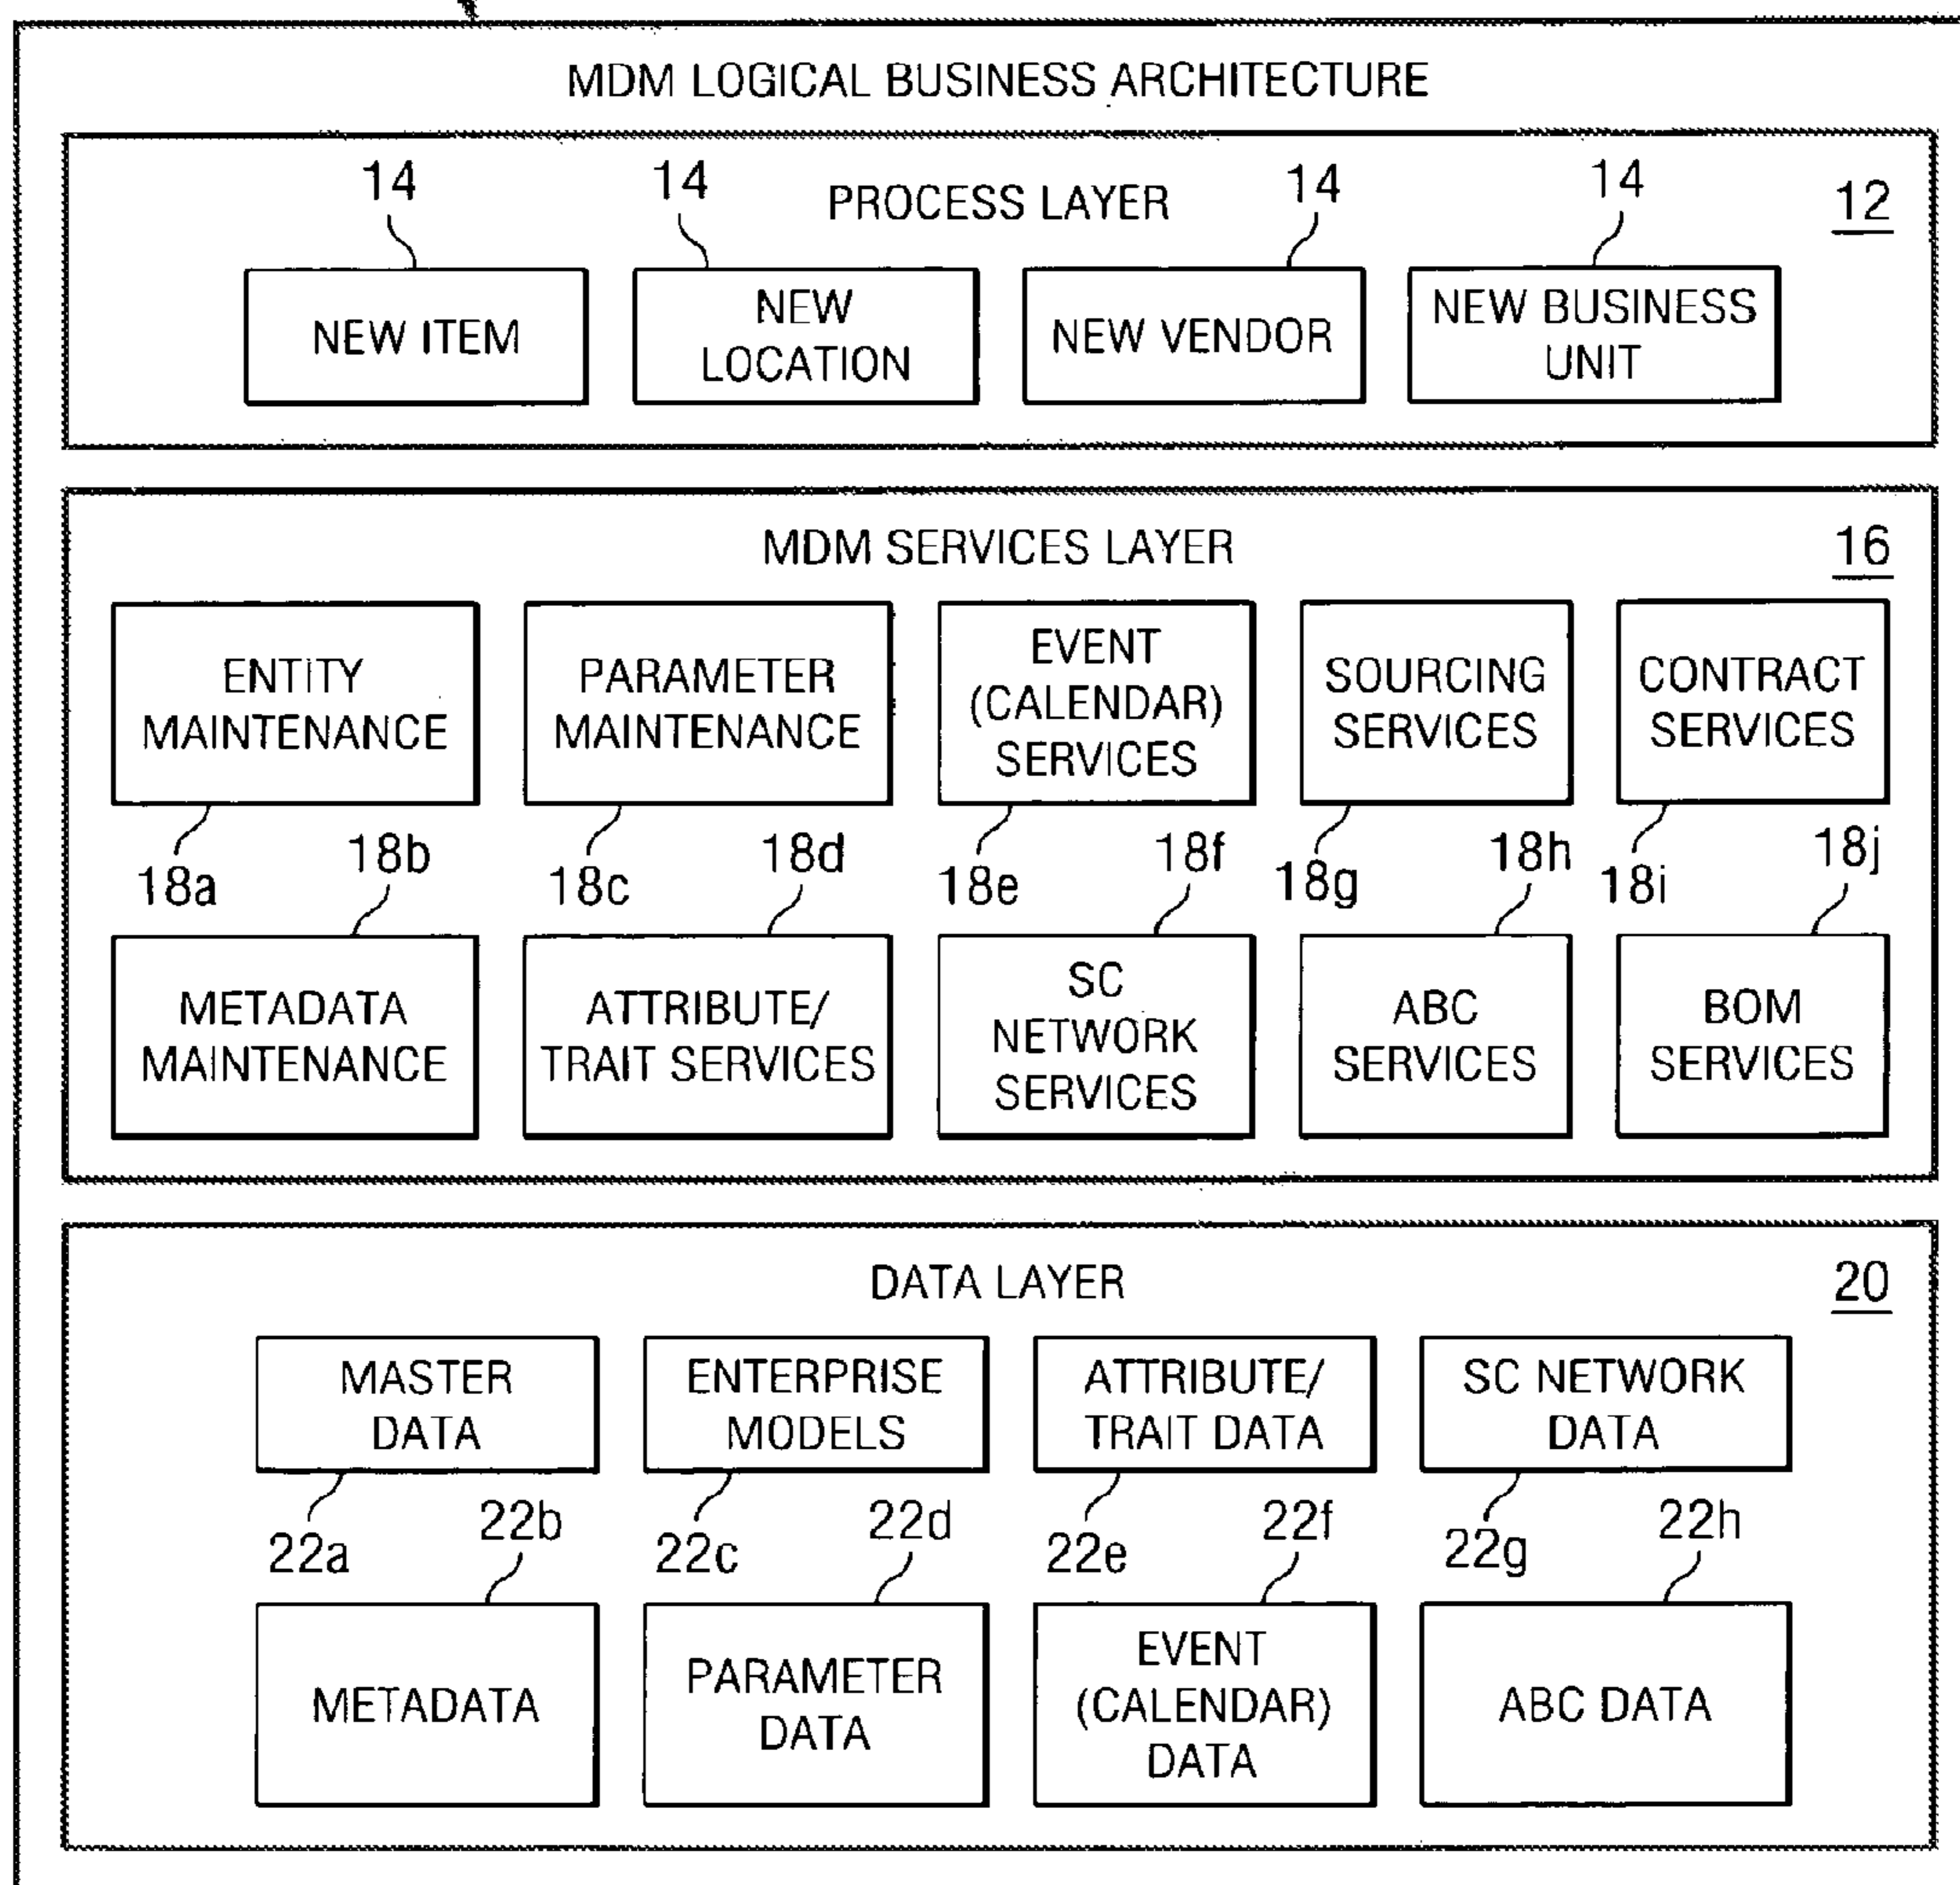 MDM LOGICAL BUSINESS ARCHITECTURE
14 14 PROCESS LAYER 14 14 12
NEW ITEM
NEW
LOCATION
NEW VENDOR
NEW BUSINESS
UNIT
MDM SERVICES LAYER 16
ENTITY
MAINTENANCE
PARAMETER
MAINTENANCE
EVENT
(CALENDAR)
SERVICES
SOURCING
SERVICES
CONTRACT
SERVICES
18a 18b 18c 18d 18e 18f 18g 18h 18i 18j
METADATA
MAINTENANCE
ATTRIBUTE/
TRAIT SERVICES
SC
NETWORK
SERVICES
ABC
SERVICES
BOM
SERVICES
DATA LAYER 20
MASTER
DATA
ENTERPRISE
MODELS
ATTRIBUTE/
TRAIT DATA
SC NETWORK
DATA
22a 22b 22c 22d 22e 22f 22g 22h
METADATA
PARAMETER
DATA
EVENT
(CALENDAR)
DATA
ABC DATA